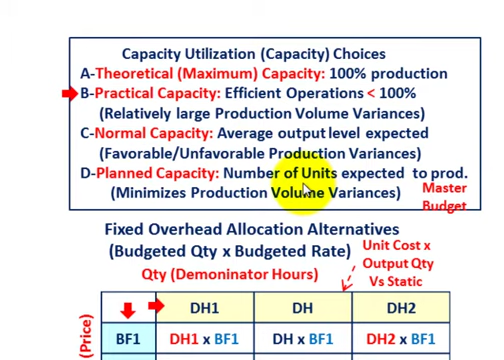 Capacity Utilization (Capacity) Choices
A-Theoretical (Maximum) Capacity: 100% production
B-Practical Capacity: Efficient Operations < 100%
(Relatively large Production Volume Variances)
C-Normal Capacity: Average output level expected
(Favorable/Unfavorable Production Variances)
D-Planned Capacity: Number of Units expected to prod.
(Minimizes Production Volume Variances)
Master
Budget
Fixed Overhead Allocation Alternatives
(Budgeted Qty x Budgeted Rate)
Unit Cost x
Output Qty
Vs Static
Qty (Demoninator Hours)
DH1 DH DH2
(Price)
BF1 DH1 x BF1 DH x BF1 DH2 x BF1